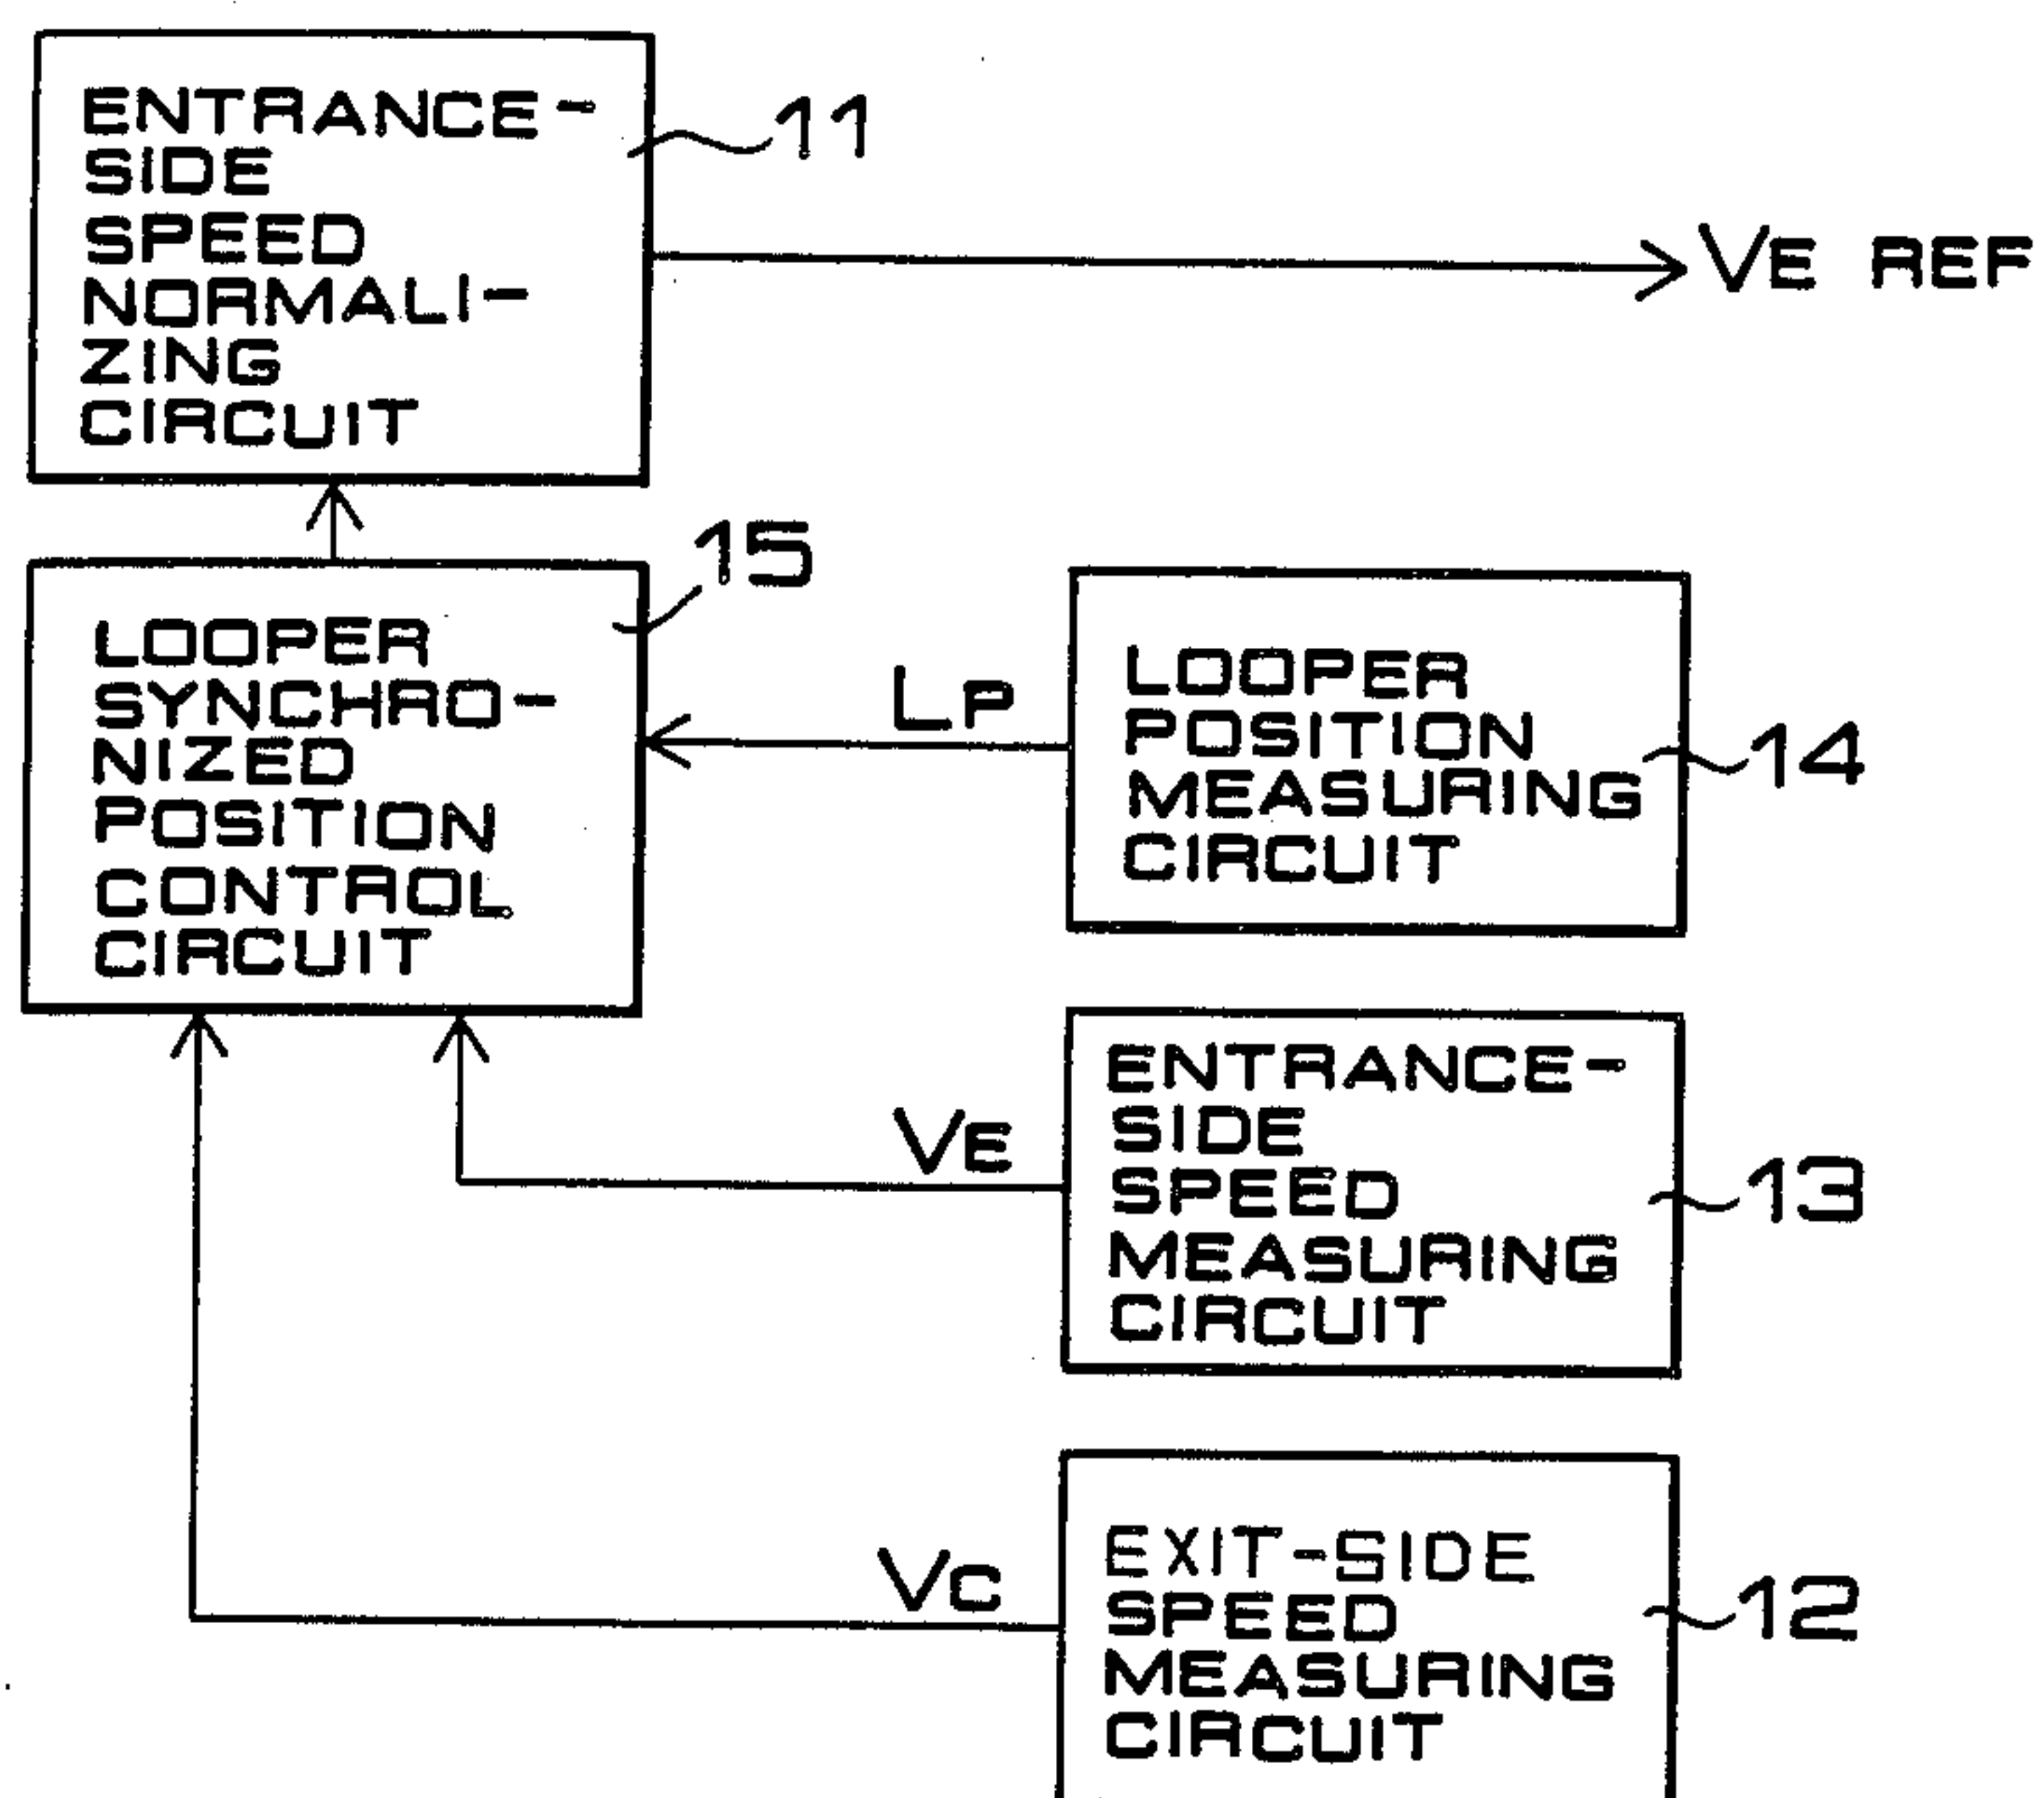 ENTRANCE-
SIDE
SPEED
NORMALI-
ZING
CIRCUIT
11
VE REF
LOOPER
SYNCHRO-
NIZED
POSITION
CONTROL
CIRCUIT
15
LP
LOOPER
POSITION
MEASURING
CIRCUIT
14
VE
ENTRANCE-
SIDE
SPEED
MEASURING
CIRCUIT
13
VC
EXIT-SIDE
SPEED
MEASURING
CIRCUIT
12